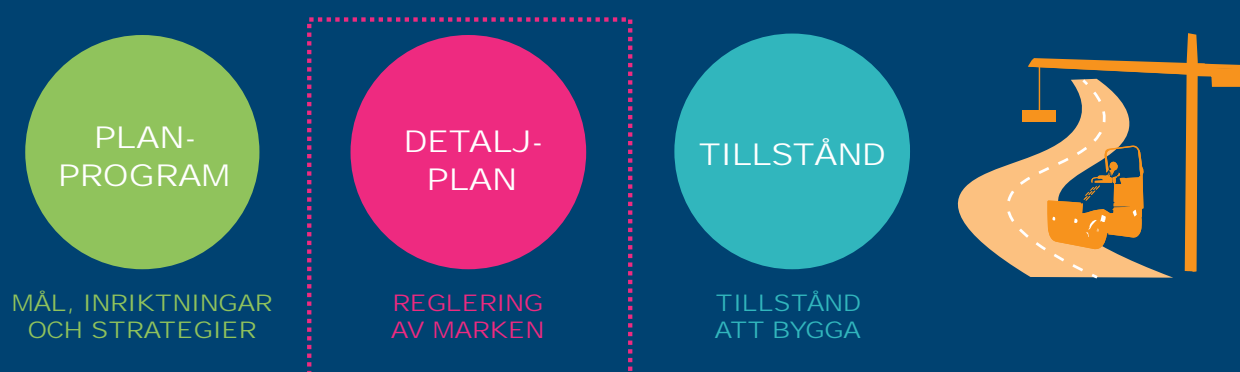 PLAN-
PROGRAM
MÅL, INRIKTNINGAR
OCH STRATEGIER
DETALJ-
PLAN
REGLERING
AV MARKEN
TILLSTÅND
TILLSTÅND
ATT BYGGA